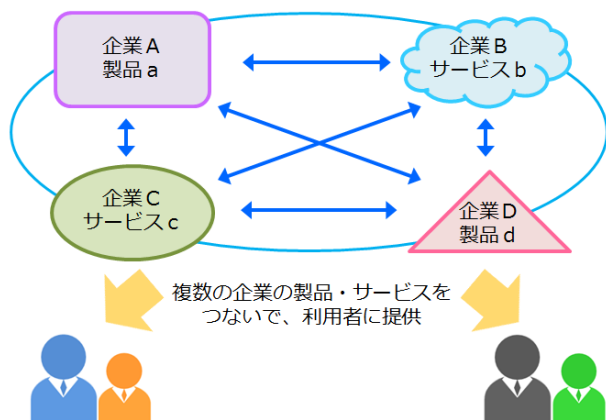 企業A
製品a
企業B
サービスb
企業C
サービスc
企業D
製品d
複数の企業の製品・サービスを
つないで、利用者に提供